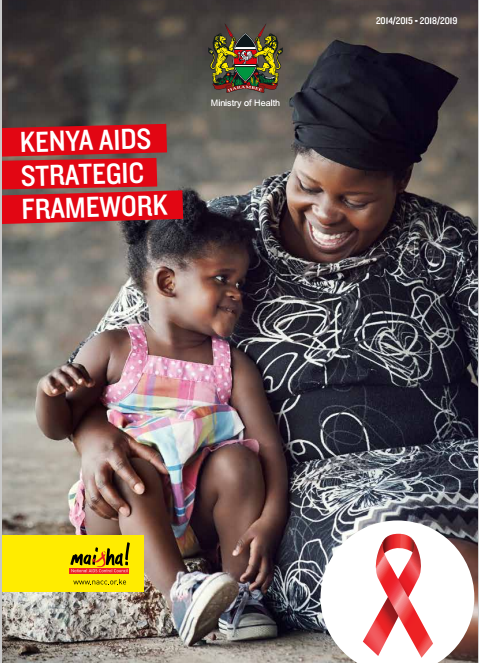 2014/2015 - 2018/2019
HARAMBEE
Ministry of Health
KENYA AIDS
STRATEGIC
FRAMEWORK
maisha!
National AIDS Control Council
www.nacc.or.ke